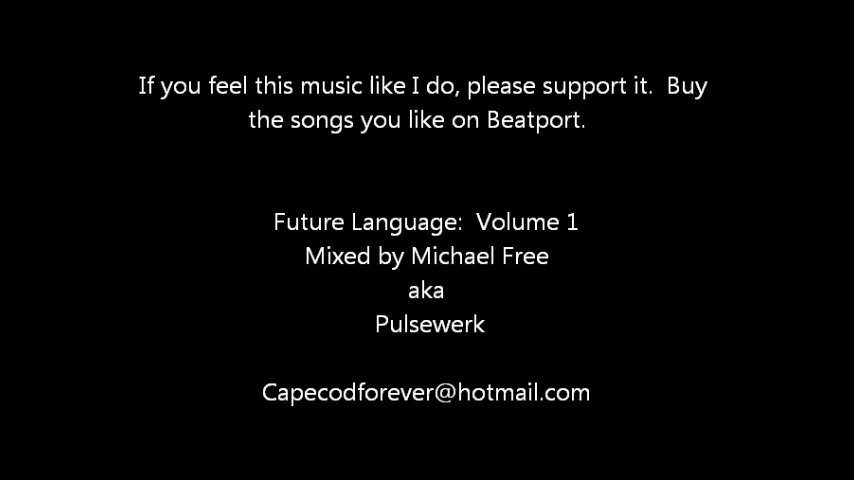 If you feel this music like I do, please support it.  Buy
the songs you like on Beatport.
Future Language:  Volume 1
Mixed by Michael Free
aka
Pulsewerk
Capecodforever@hotmail.com